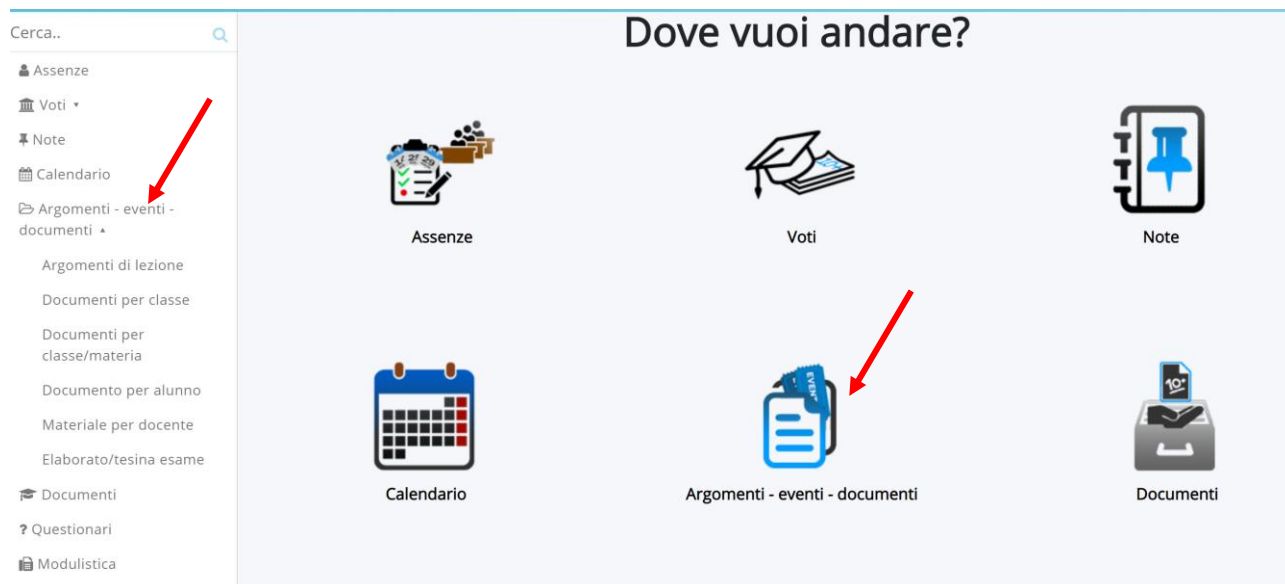 Cerca..
Assenze
Voti
Note
Calendario
Argomenti - eventi -
documenti
Argomenti di lezione
Documenti per classe
Documenti per
classe/materia
Documento per alunno
Materiale per docente
Elaborato/tesina esame
Documenti
? Questionari
Modulistica
Dove vuoi andare?
Assenze
Voti
Note
Calendario
EVENT
Argomenti - eventi - documenti
10+
Documenti